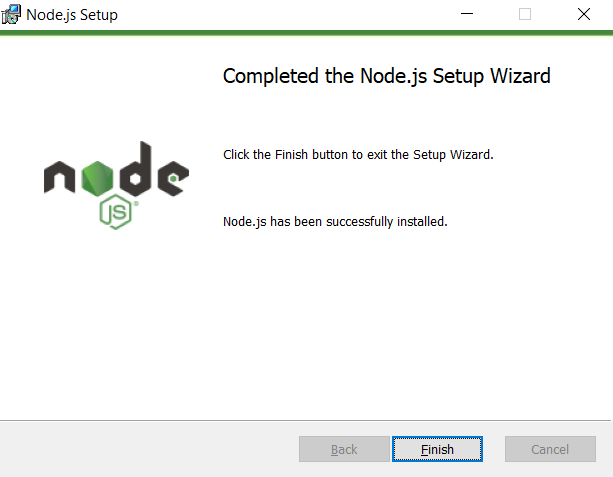 Node.js Setup
Completed the Node.js Setup Wizard
Click the Finish button to exit the Setup Wizard.
node
JS®
Node.js has been successfully installed.
Back Finish Cancel